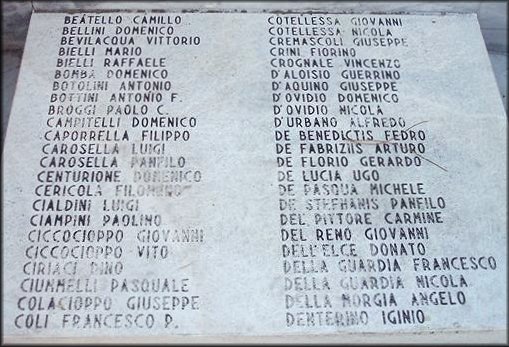 BEATELLO CAMILLO
BELLINI DOMENICO
BEVILACQUA VITTORIO
BIELLI MARIO
BIELLI RAFFAELE
BOMBA DOMENICO
BOTOLINI ANTONIO
BOTTINI ANTONIO F.
BROGGI PAOLO C.
CAMPITELLI DOMENICO
CAPORRELLA FILIPPO
CAROSELLA LUIGI
CAROSELLA PANFILO
CENTURIONE DOMENICO
CERICOLA FILOMENO
CIALDINI LUIGI
CIAMPINI PAOLINO
CICCOCIOPPO GIOVANNI
CICCOCIOPPO VITO
CIRIACI DINO
CIUMMELLI PASQUALE
COLACIOPPO GIUSEPPE
COLI FRANCESCO P.
COTELLESSA GIOVANNI
COTELLESSA NICOLA
CREMASCOLI GIUSEPPE
CRINI FIORINO
CROGNALE VINCENZO
D'ALOISIO GUERRINO
D'AQUINO GIUSEPPE
D'OVIDIO DOMENICO
D'OVIDIO NICOLA
D'URBANO ALFREDO
DE BENEDICTIS FEDRO
DE FABRIZIIS ARTURO
DE FLORIO GERARDO
DE LUCIA UGO
DE PASQUA MICHELE
DE STEPHANIS PANFILO
DEL PITTORE CARMINE
DEL RENO GIOVANNI
DELL'ELCE DONATO
DELLA GUARDIA FRANCESCO
DELLA GUARDIA NICOLA
DELLA MORGIA ANGELO
DENTERINO IGINIO